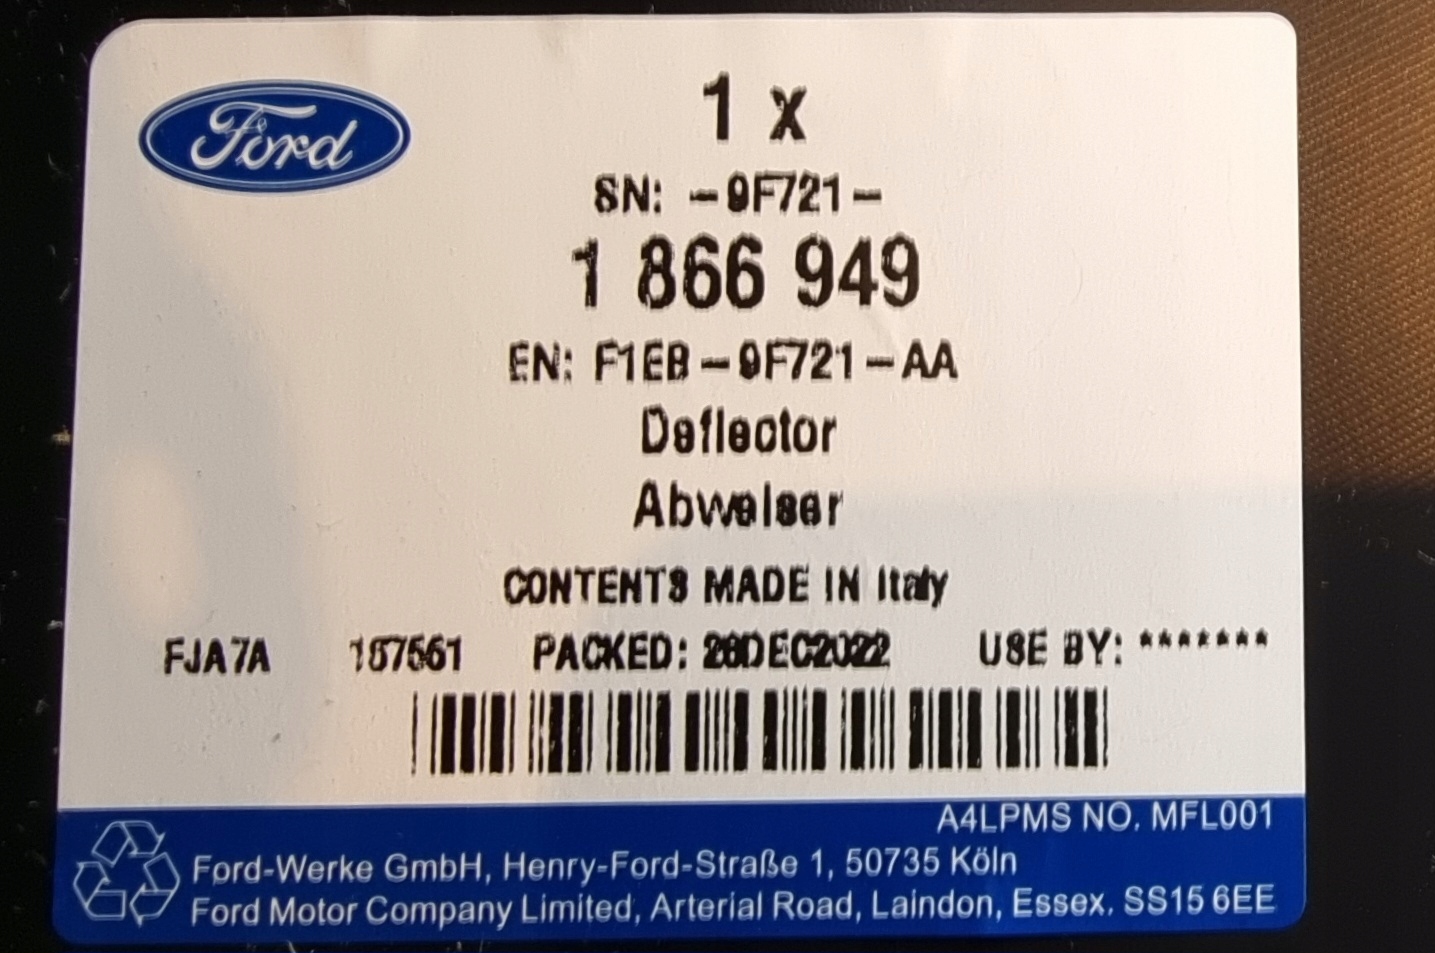 Ford
1 x
SN: -9F721-
1 866 949
EN: F1EB-9F721-AA
Deflector
Abweiser
CONTENTS MADE IN Italy
FJA7A 187561 PACKED: 28DEC2022 USE BY: *******
A4LPMS NO. MFL001
Ford-Werke GmbH, Henry-Ford-Straße 1, 50735 Köln
Ford Motor Company Limited, Arterial Road, Laindon, Essex. SS15 6EE